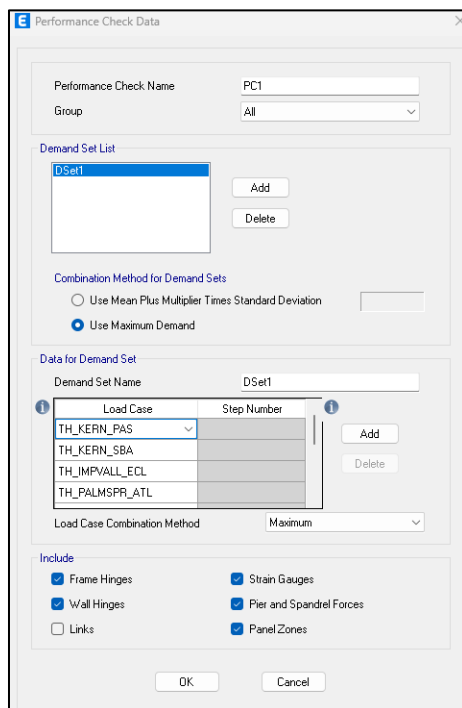 E Performance Check Data
Performance Check Name PC1
Group All
Demand Set List
DSet1
Add
Delete
Combination Method for Demand Sets
Use Mean Plus Multiplier Times Standard Deviation
Use Maximum Demand
Data for Demand Set
Demand Set Name DSet1
Load Case Step Number
TH_KERN_PAS
TH_KERN_SBA
TH_IMPVALL_ECL
TH_PALMSPR_ATL
Add
Delete
Load Case Combination Method Maximum
Include
Frame Hinges Strain Gauges
Wall Hinges Pier and Spandrel Forces
Links Panel Zones
OK Cancel